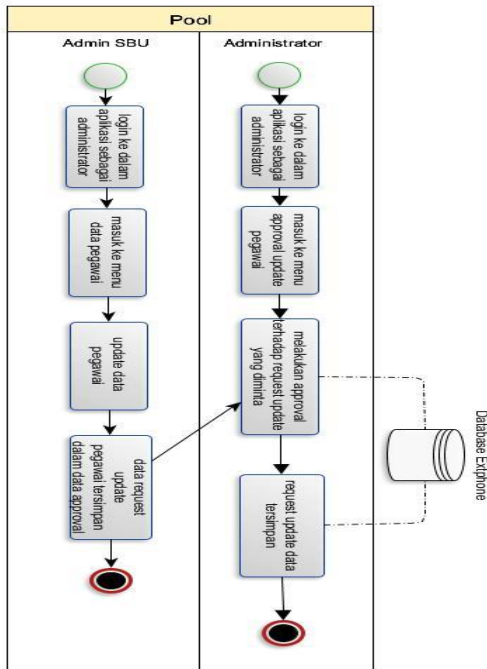 Pool
Admin SBU
Administrator
login ke dalam
aplikasi sebagai
administrator
masuk ke menu
data pegawai
update data
pegawai
data request
update
pegawai tersimpan
dalam data approval
login ke dalam
aplikasi sebagai
administrator
masuk ke menu
approval update
pegawai
melakukan approval
terhadap request update
yang diminta
request update data
tersimpan
Database Extphone